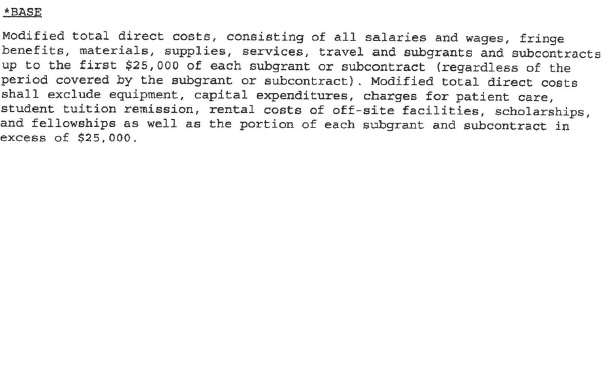 *BASE
Modified total direct costs, consisting of all salaries and wages, fringe
benefits, materials, supplies, services, travel and subgrants and subcontracts
up to the first $25,000 of each subgrant or subcontract (regardless of the
period covered by the subgrant or subcontract). Modified total direct costs
shall exclude equipment, capital expenditures, charges for patient care,
student tuition remission, rental costs of off-site facilities, scholarships,
and fellowships as well as the portion of each subgrant and subcontract in
excess of $25,000.